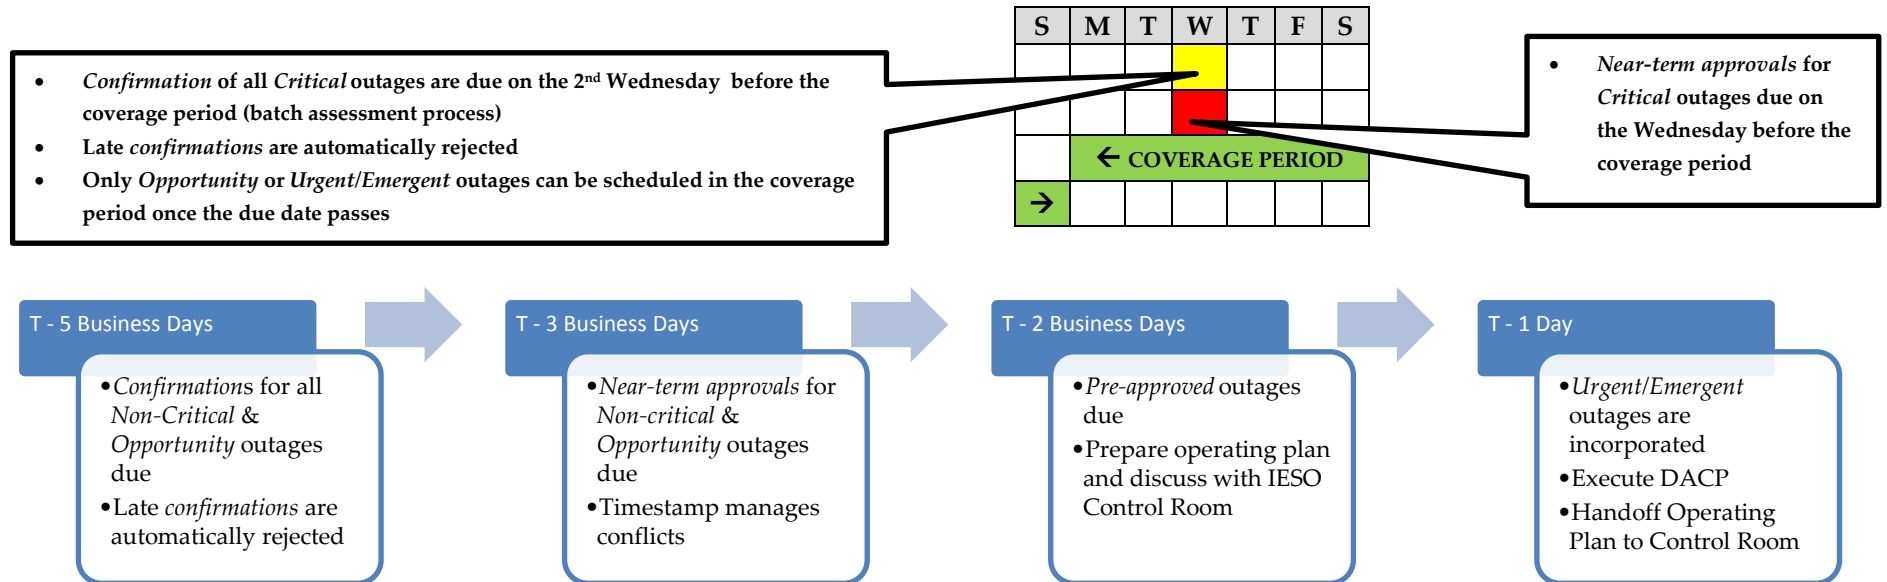 S M T W T F S
• Confirmation of all Critical outages are due on the 2nd Wednesday before the
coverage period (batch assessment process)
• Late confirmations are automatically rejected
• Only Opportunity or Urgent/Emergent outages can be scheduled in the coverage
period once the due date passes
← COVERAGE PERIOD
→
• Near-term approvals for
Critical outages due on
the Wednesday before the
coverage period
T - 5 Business Days
•Confirmations for all
Non-Critical &
Opportunity outages
due
•Late confirmations are
automatically rejected
T - 3 Business Days
•Near-term approvals for
Non-critical &
Opportunity outages
due
•Timestamp manages
conflicts
T - 2 Business Days
•Pre-approved outages
due
•Prepare operating plan
and discuss with IESO
Control Room
T - 1 Day
•Urgent/Emergent
outages are
incorporated
•Execute DACP
•Handoff Operating
Plan to Control Room